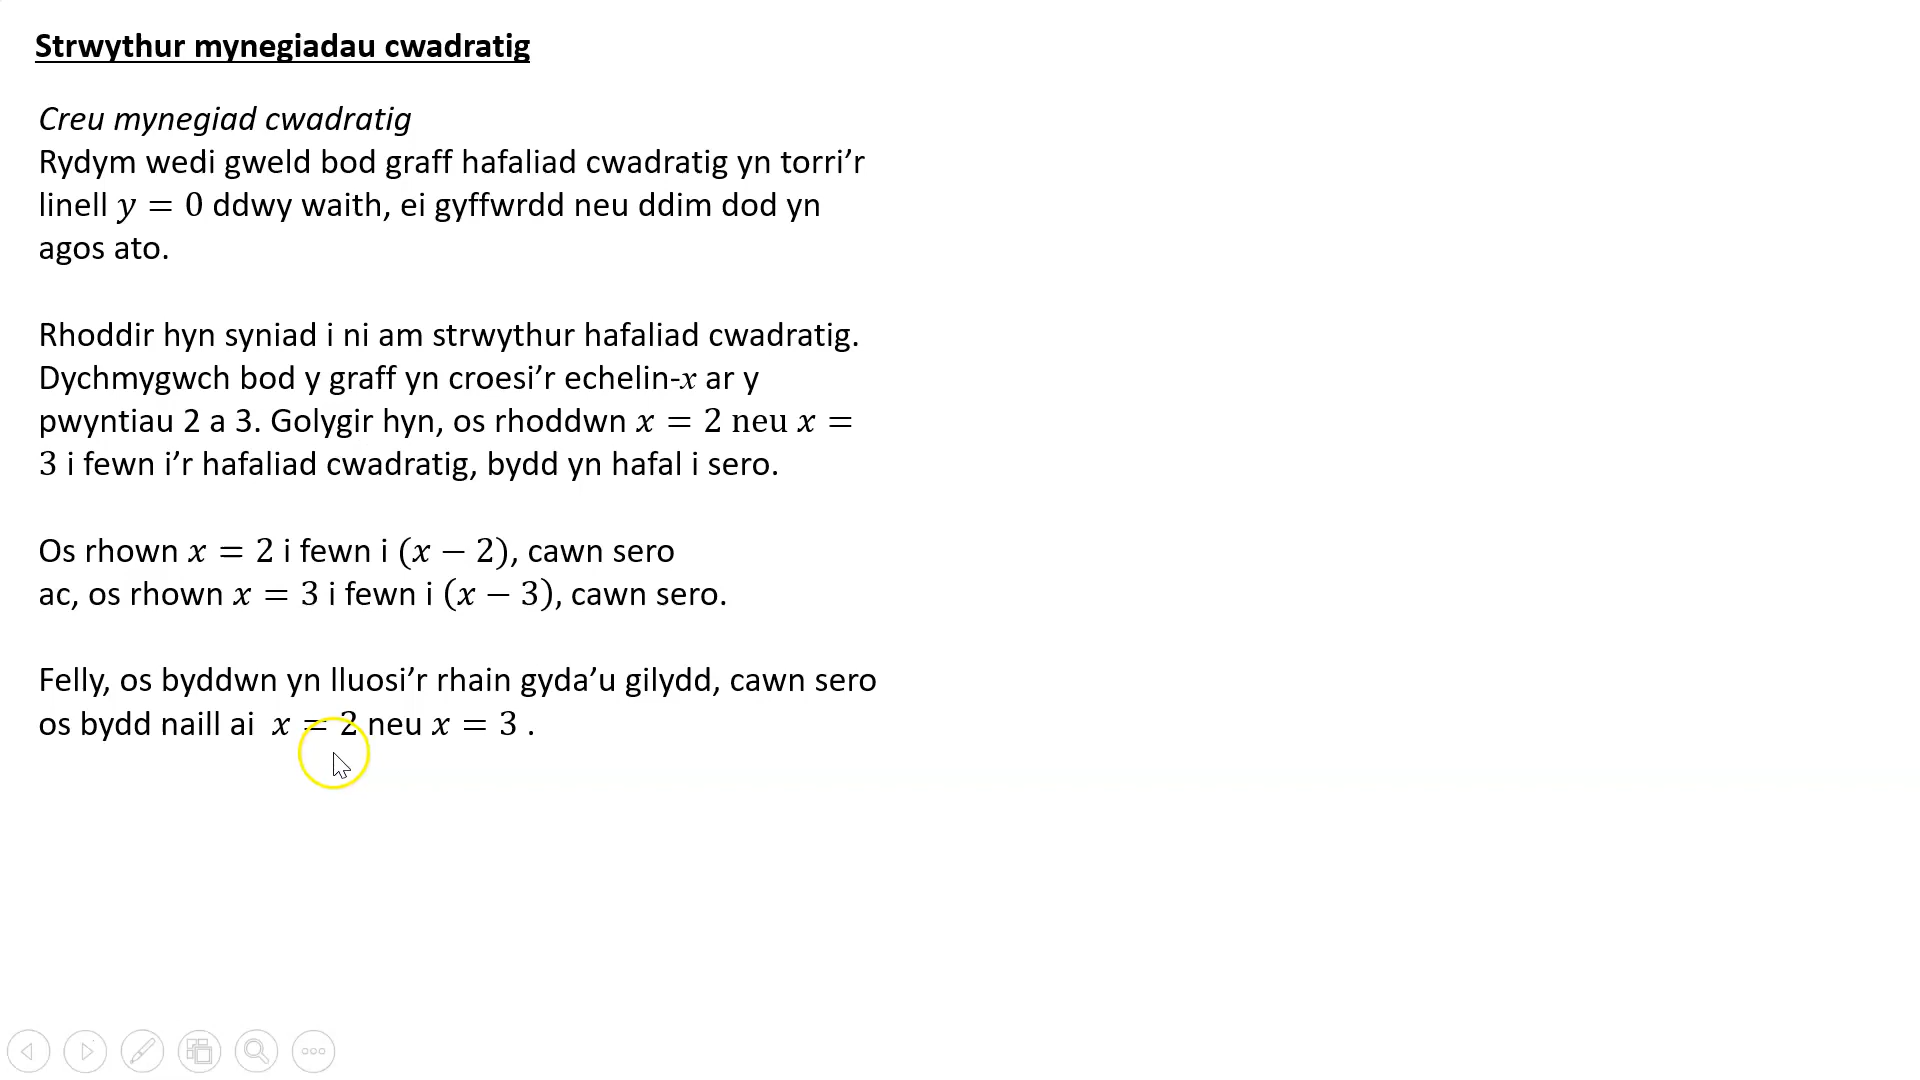 Strwythur mynegiadau cwadratig
Creu mynegiad cwadratig
Rydym wedi gweld bod graff hafaliad cwadratig yn torri’r
linell y = 0 ddwy waith, ei gyffwrdd neu ddim dod yn
agos ato.
Rhoddir hyn syniad i ni am strwythur hafaliad cwadratig.
Dychmygwch bod y graff yn croesi’r echelin-x ar y
pwyntiau 2 a 3. Golygir hyn, os rhoddwn x = 2 neu x =
3 i fewn i’r hafaliad cwadratig, bydd yn hafal i sero.
Os rhown x = 2 i fewn i (x − 2), cawn sero
ac, os rhown x = 3 i fewn i (x − 3), cawn sero.
Felly, os byddwn yn lluosi’r rhain gyda’u gilydd, cawn sero
os bydd naill ai x = 2 neu x = 3 .